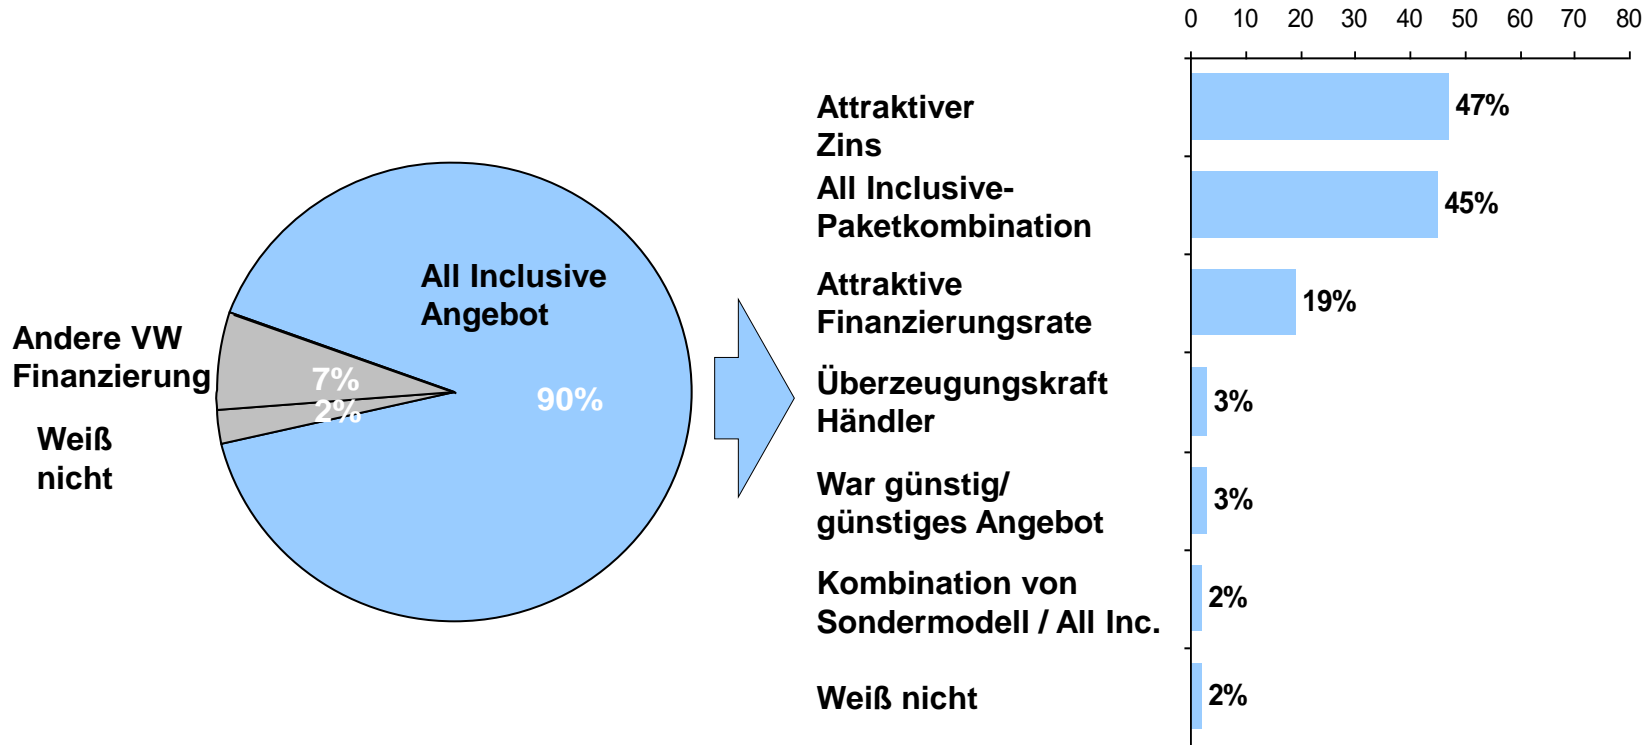 All Inclusive
Angebot
Andere VW
Finanzierung
7%
2%
90%
Weiß
nicht
0 10 20 30 40 50 60 70 80
Attraktiver
Zins
47%
All Inclusive-
Paketkombination
45%
Attraktive
Finanzierungsrate
19%
Überzeugungskraft
Händler
3%
War günstig/
günstiges Angebot
3%
Kombination von
Sondermodell / All Inc.
2%
Weiß nicht
2%